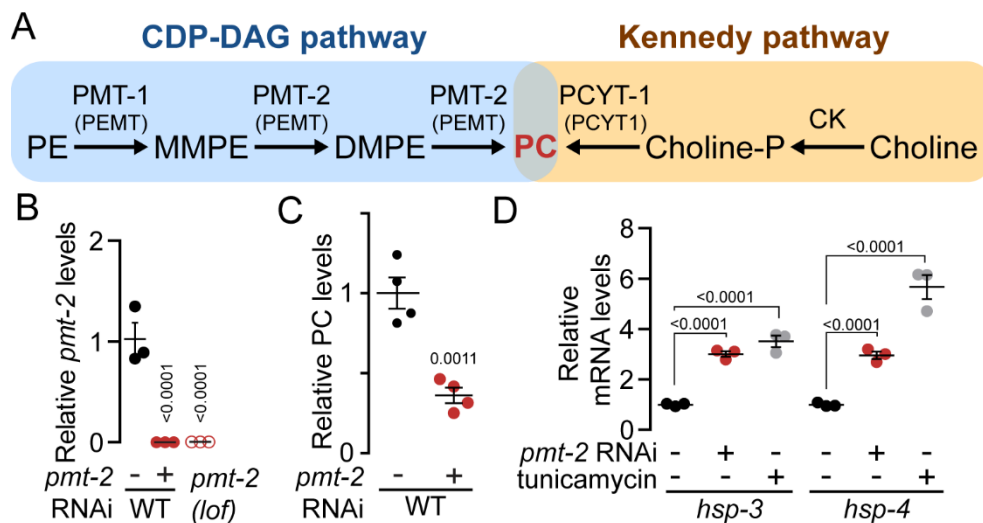 A
CDP-DAG pathway
Kennedy pathway
PMT-1
(PEMT)
PMT-2
(PEMT)
PMT-2
(PEMT)
PCYT-1
(PCYT1)
CK
PE
MMPE
DMPE
PC
Choline-P
Choline
B
Relative pmt-2 levels
2
1
0
<0.0001
<0.0001
pmt-2
RNAi
- +
WT
pmt-2
(lof)
C
Relative PC levels
1
0
0.0011
pmt-2
RNAi
- +
WT
D
Relative
mRNA levels
8
6
4
2
0
<0.0001
<0.0001
<0.0001
<0.0001
pmt-2 RNAi - + - - + -
tunicamycin - - + - - +
hsp-3
hsp-4